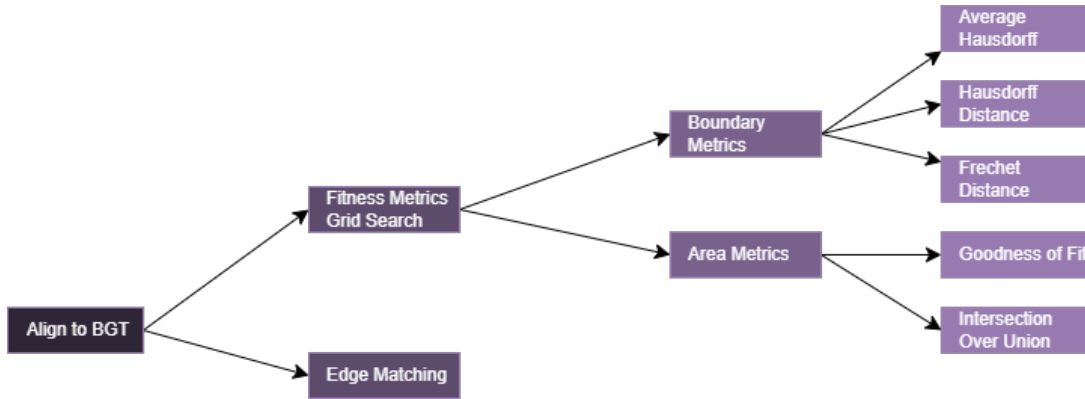 Average
Hausdorff
Hausdorff
Distance
Boundary
Metrics
Frechet
Distance
Fitness Metrics
Grid Search
Area Metrics
Goodness of Fit
Align to BGT
Intersection
Over Union
Edge Matching